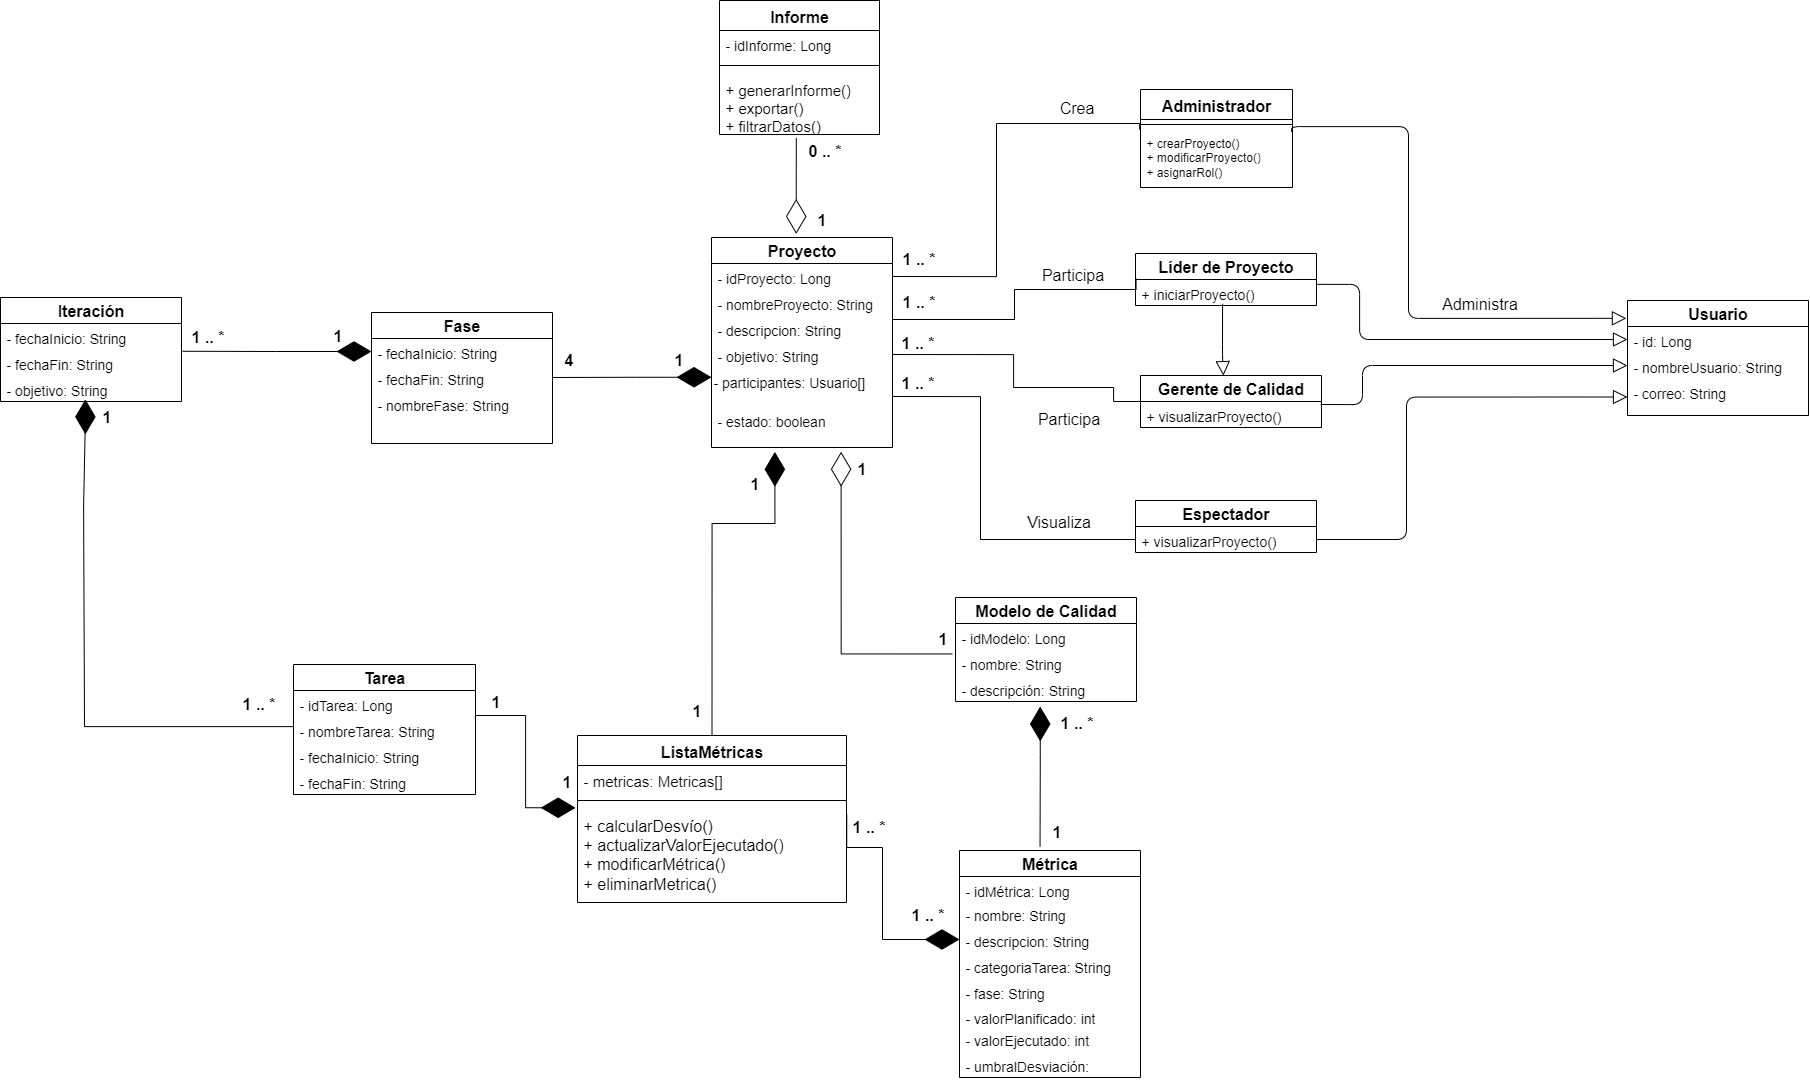 Informe
- idInforme: Long
+ generarInforme()
+ exportar()
+ filtrarDatos()
0 .. *
1
Crea
Administrador
+ crearProyecto()
+ modificarProyecto()
+ asignarRol()
Proyecto
- idProyecto: Long
- nombreProyecto: String
- descripcion: String
- objetivo: String
- participantes: Usuario[]
- estado: boolean
1 .. *
1 .. *
1 .. *
1 .. *
Participa
Líder de Proyecto
+ iniciarProyecto()
Administra
Usuario
- id: Long
- nombreUsuario: String
- correo: String
Gerente de Calidad
+ visualizarProyecto()
Participa
Iteración
- fechaInicio: String
- fechaFin: String
- objetivo: String
1 .. *
1
Fase
- fechaInicio: String
- fechaFin: String
- nombreFase: String
4
1
1
1
1
Visualiza
Espectador
+ visualizarProyecto()
Modelo de Calidad
- idModelo: Long
- nombre: String
- descripción: String
1
1 .. *
1
Tarea
- idTarea: Long
- nombreTarea: String
- fechaInicio: String
- fechaFin: String
1 .. *
1
1
1
ListaMétricas
- metricas: Metricas[]
+ calcularDesvío()
+ actualizarValorEjecutado()
+ modificarMétrica()
+ eliminarMetrica()
1 .. *
1 .. *
Métrica
- idMétrica: Long
- nombre: String
- descripcion: String
- categoriaTarea: String
- fase: String
- valorPlanificado: int
- valorEjecutado: int
- umbralDesviación: